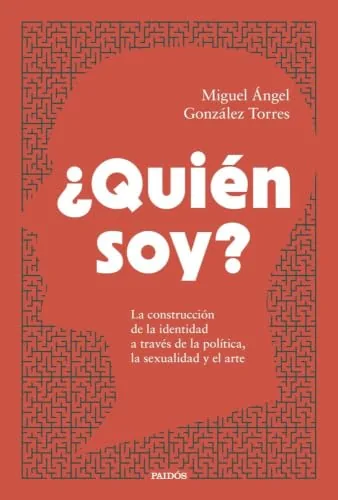 Miguel Ángel
González Torres
¿Quién
soy?
La construcción
de la identidad
a través de la política,
la sexualidad y el arte
PAIDÓS